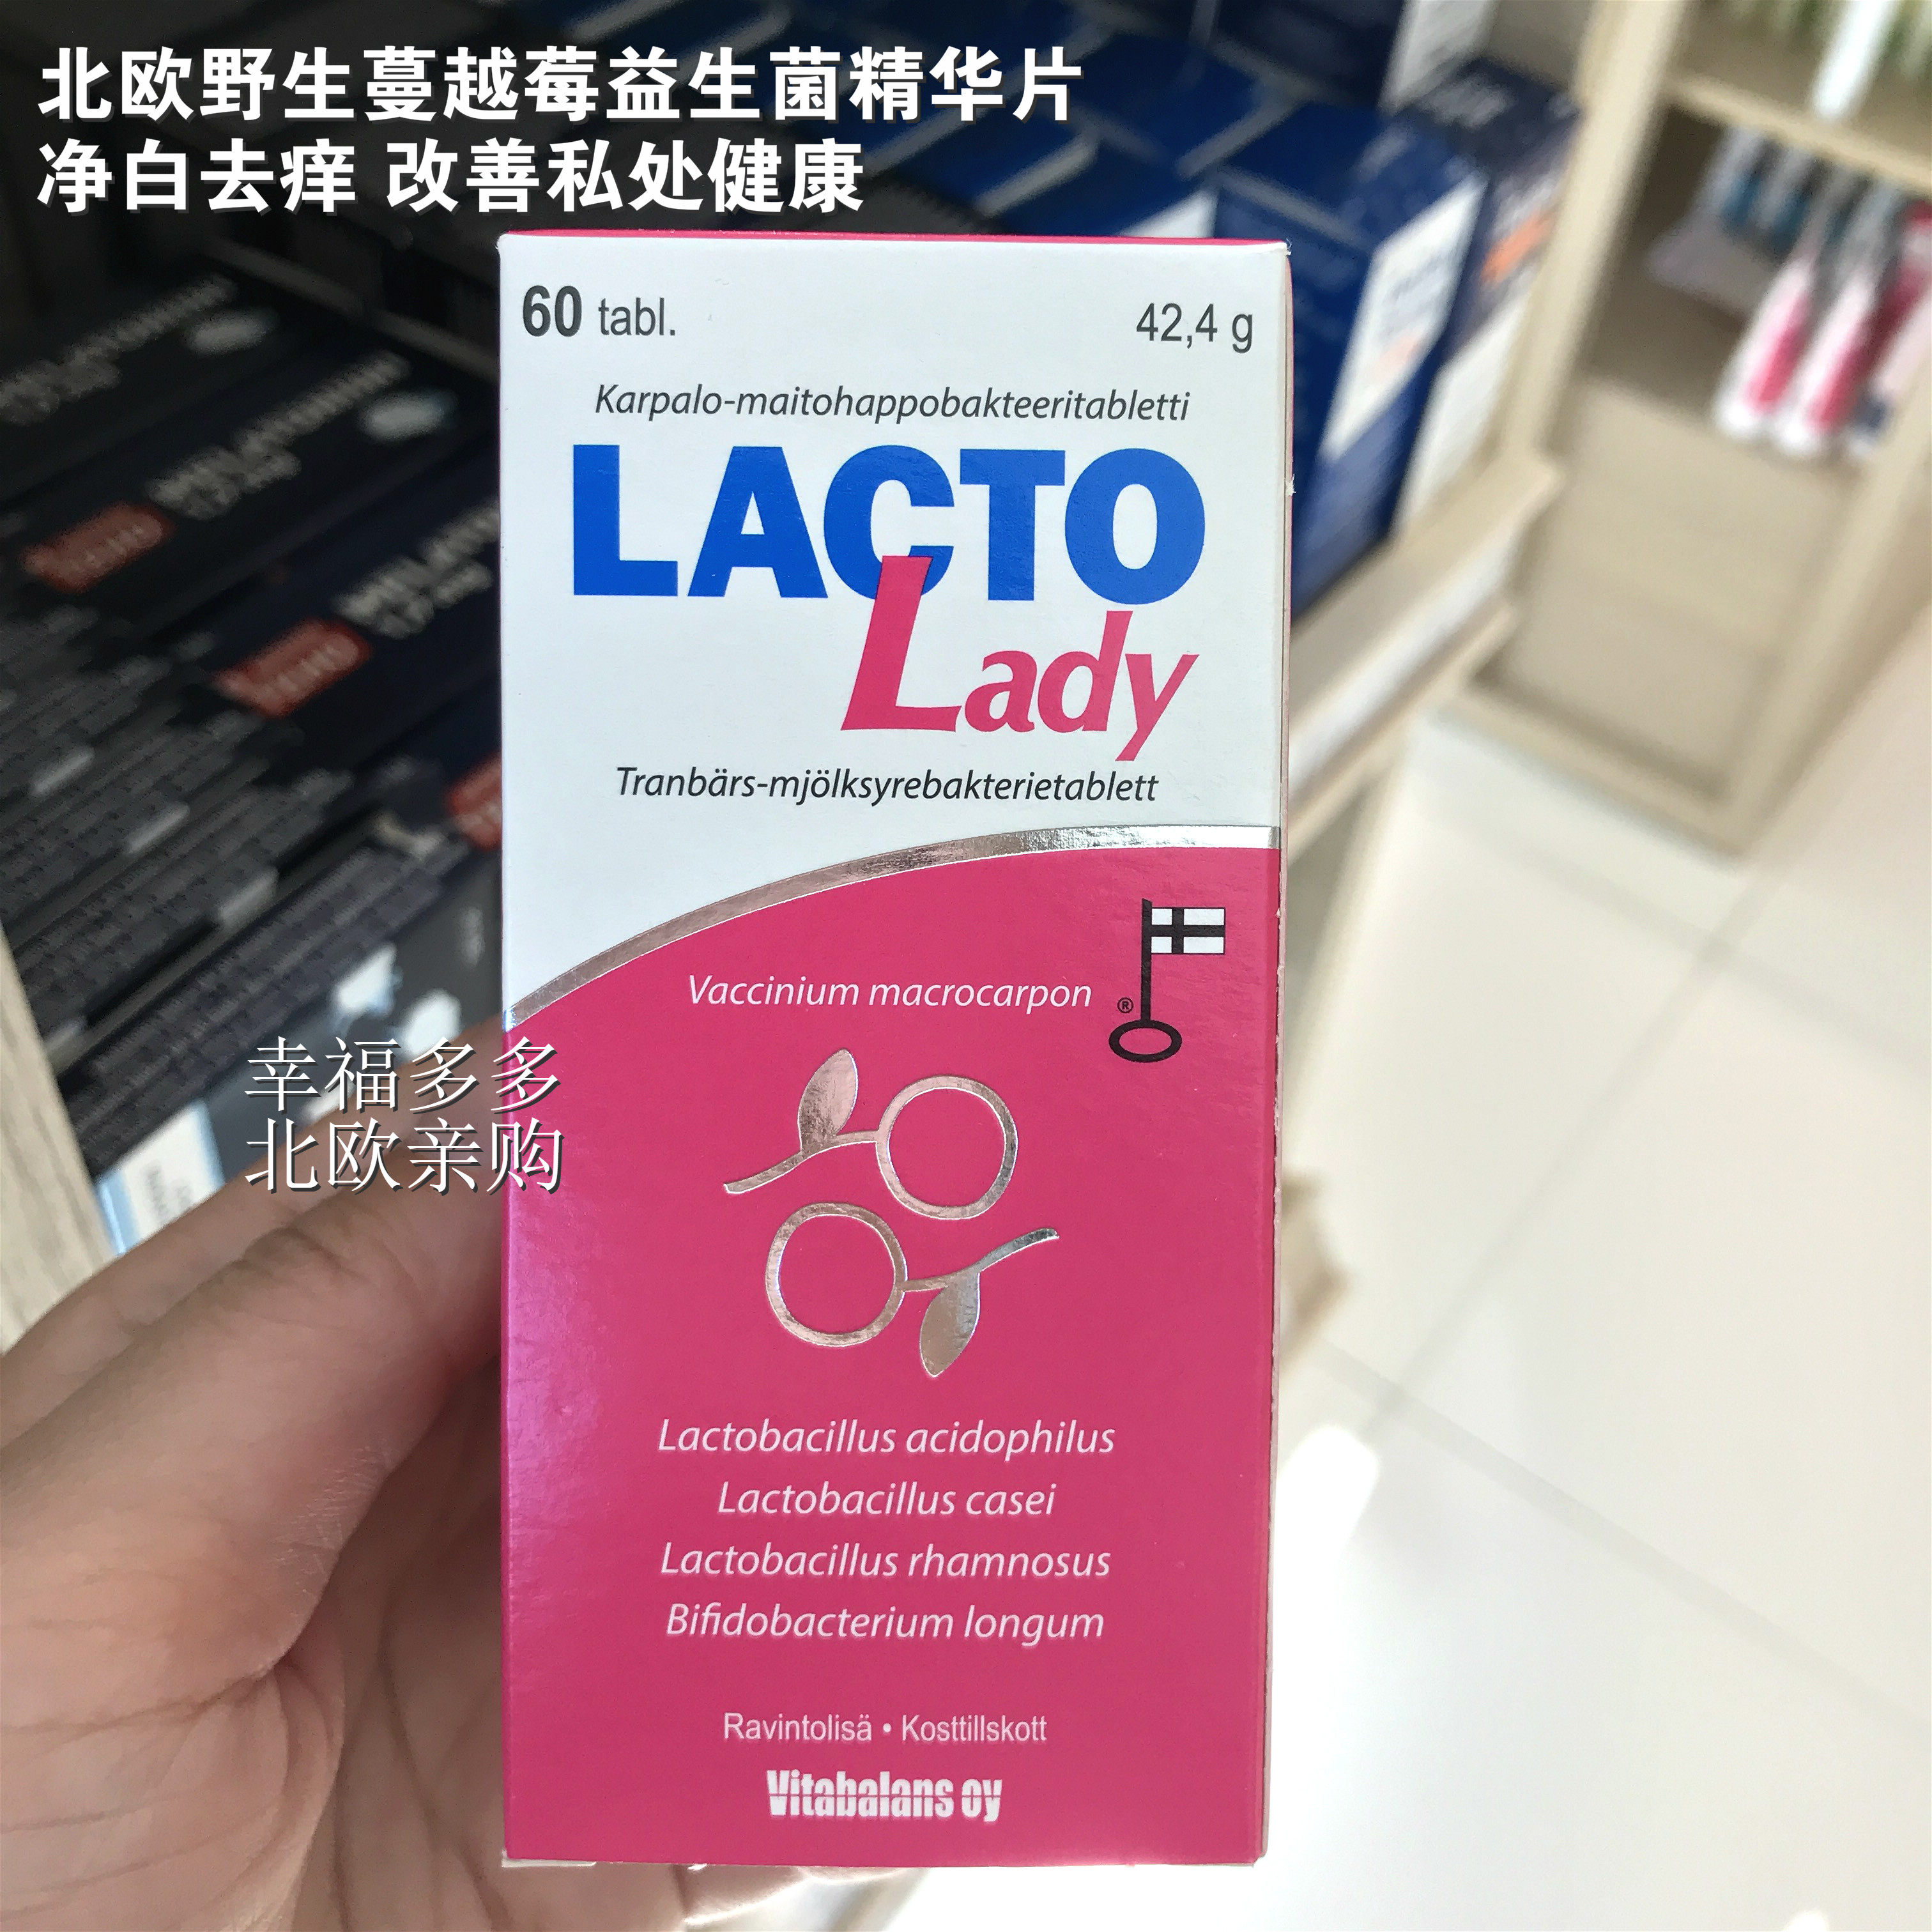 北欧野生蔓越莓益生菌精华片
净白去痒 改善私处健康
60 tabl. 42,4 g
Karpalo-maitohappobakteeritabletti
LACTO
Lady
Tranbärs-mjölksyrebakterietablett
Vaccinium macrocarpon
®
幸福多多
北欧亲购
Lactobacillus acidophilus
Lactobacillus casei
Lactobacillus rhamnosus
Bifidobacterium longum
Ravintolisä • Kosttillskott
Vitabalans oy